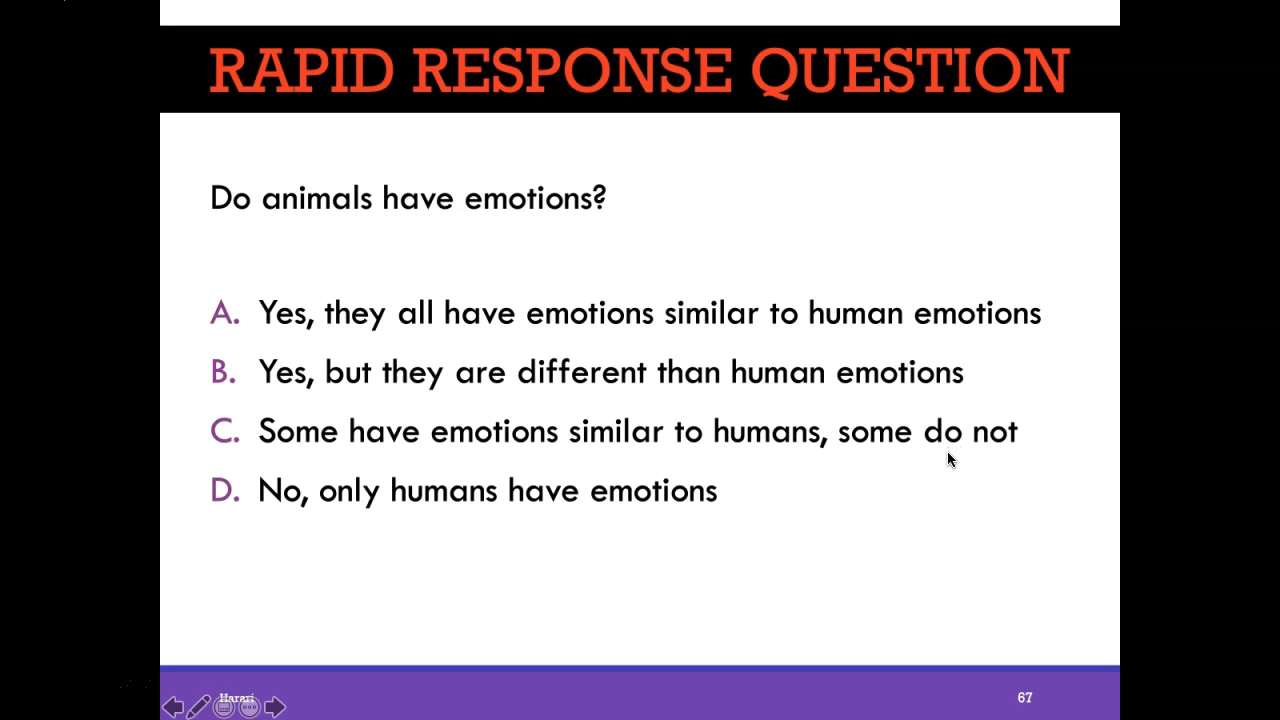 RAPID RESPONSE QUESTION
Do animals have emotions?
A. Yes, they all have emotions similar to human emotions
B. Yes, but they are different than human emotions
C. Some have emotions similar to humans, some do not
D. No, only humans have emotions
Harari
67